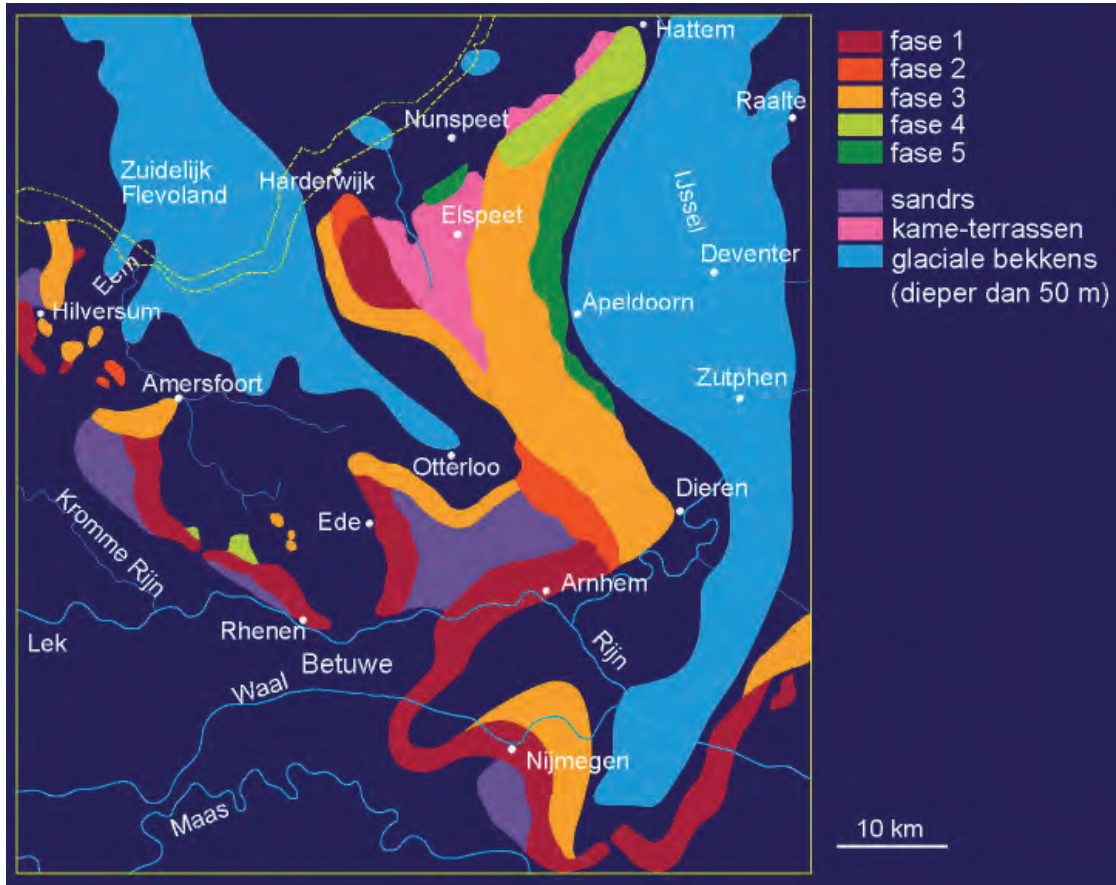 Hattem
Raalte
Nunspeet
Zuidelijk
Flevoland
Harderwijk
IJssel
Elspeet
Deventer
Eem
Hilversum
Apeldoorn
Zutphen
Amersfoort
Otterloo
Dieren
Kromme Rijn
Ede
Arnhem
Rhenen
Lek
Betuwe
Rijn
Waal
Nijmegen
Maas
fase 1
fase 2
fase 3
fase 4
fase 5
sandrs
kame-terrassen
glaciale bekkens
(dieper dan 50 m)
10 km